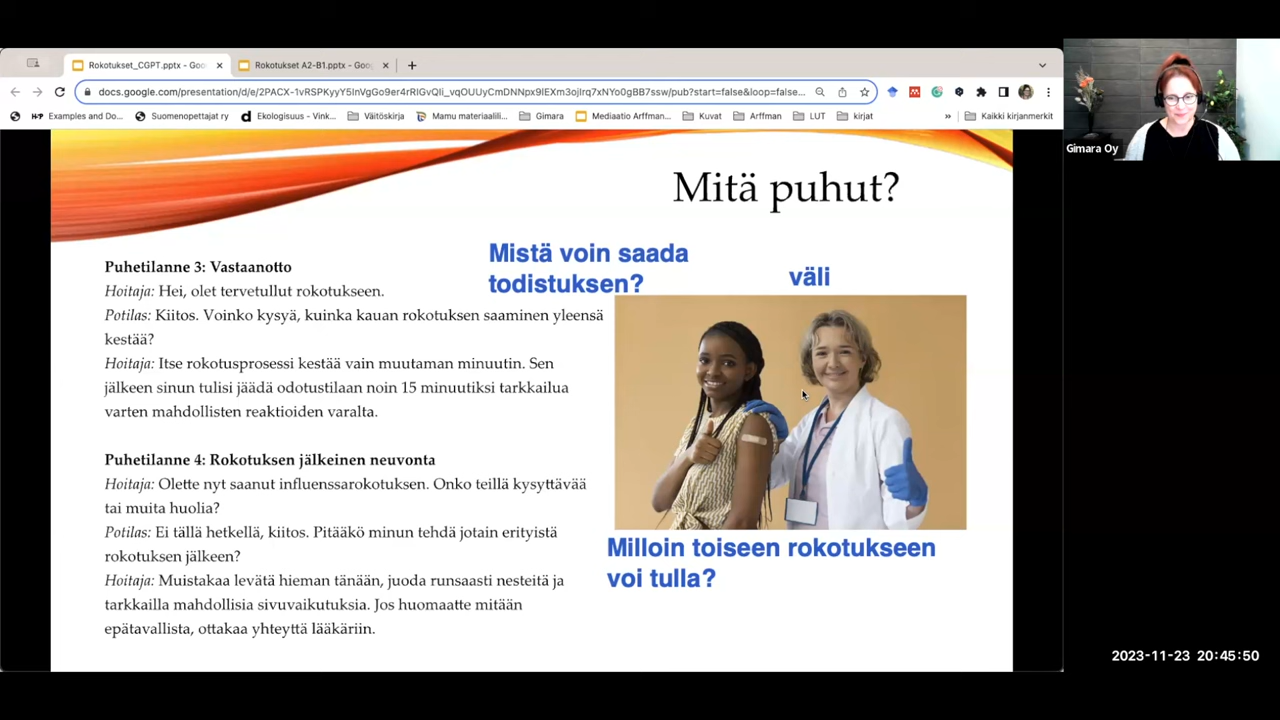 Rokotukset_CGPT.pptx - Goo
Rokotukset A2-B1.pptx - Goo
docs.google.com/presentation/d/e/2PACX-1vRSPKyyY5InVgGo9er4rRIGvQIi_vqOUUyCmDNNpx9lEXm3ojIrq7xNYo0gBB7ssw/pub?start=false&loop=false...
Examples and Do...
Suomenopettajat ry
Ekologisuus - Vink...
Väitöskirja
Mamu materiaalili...
Gimara
Mediaatio Arffman...
Kuvat
Arffman
LUT
kirjat
»
Kaikki kirjanmerkit
Gimara Oy
Mitä puhut?
Mistä voin saada
todistuksen?
väli
Puhetilanne 3: Vastaanotto
Hoitaja: Hei, olet tervetullut rokotukseen.
Potilas: Kiitos. Voinko kysyä, kuinka kauan rokotuksen saaminen yleensä
kestää?
Hoitaja: Itse rokotusprosessi kestää vain muutaman minuutin. Sen
jälkeen sinun tulisi jäädä odotustilaan noin 15 minuutiksi tarkkailua
varten mahdollisten reaktioiden varalta.
Puhetilanne 4: Rokotuksen jälkeinen neuvonta
Hoitaja: Olette nyt saanut influenssarokotuksen. Onko teillä kysyttävää
tai muita huolia?
Potilas: Ei tällä hetkellä, kiitos. Pitääkö minun tehdä jotain erityistä
rokotuksen jälkeen?
Hoitaja: Muistakaa levätä hieman tänään, juoda runsaasti nesteitä ja
tarkkailla mahdollisia sivuvaikutuksia. Jos huomaatte mitään
epätavallista, ottakaa yhteyttä lääkäriin.
Milloin toiseen rokotukseen
voi tulla?
2023-11-23 20:45:50